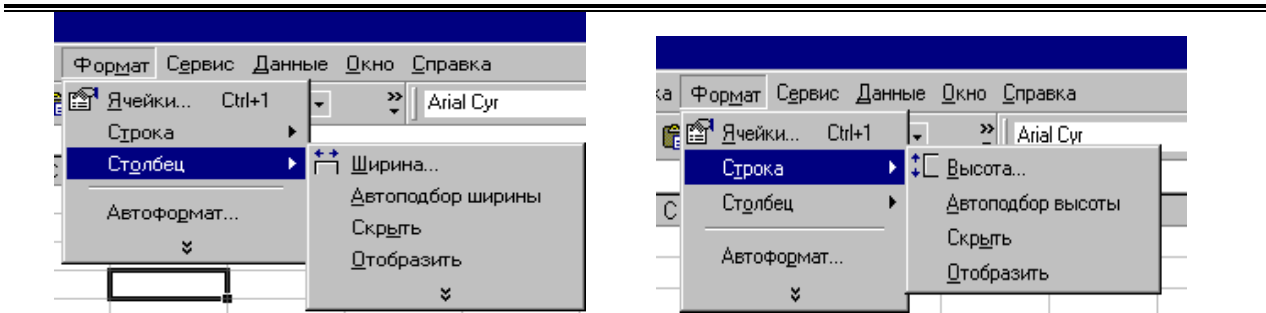 Формат Сервис Данные Окно Справка
Ячейки... Ctrl+1
Arial Cyr
Строка
Столбец
Ширина...
Автоподбор ширины
Автоформат...
Скрыть
Отобразить
ка Формат Сервис Данные Окно Справка
Ячейки... Ctrl+1
Arial Cyr
Строка
Высота...
C
Столбец
Автоподбор высоты
Скрыть
Автоформат...
Отобразить